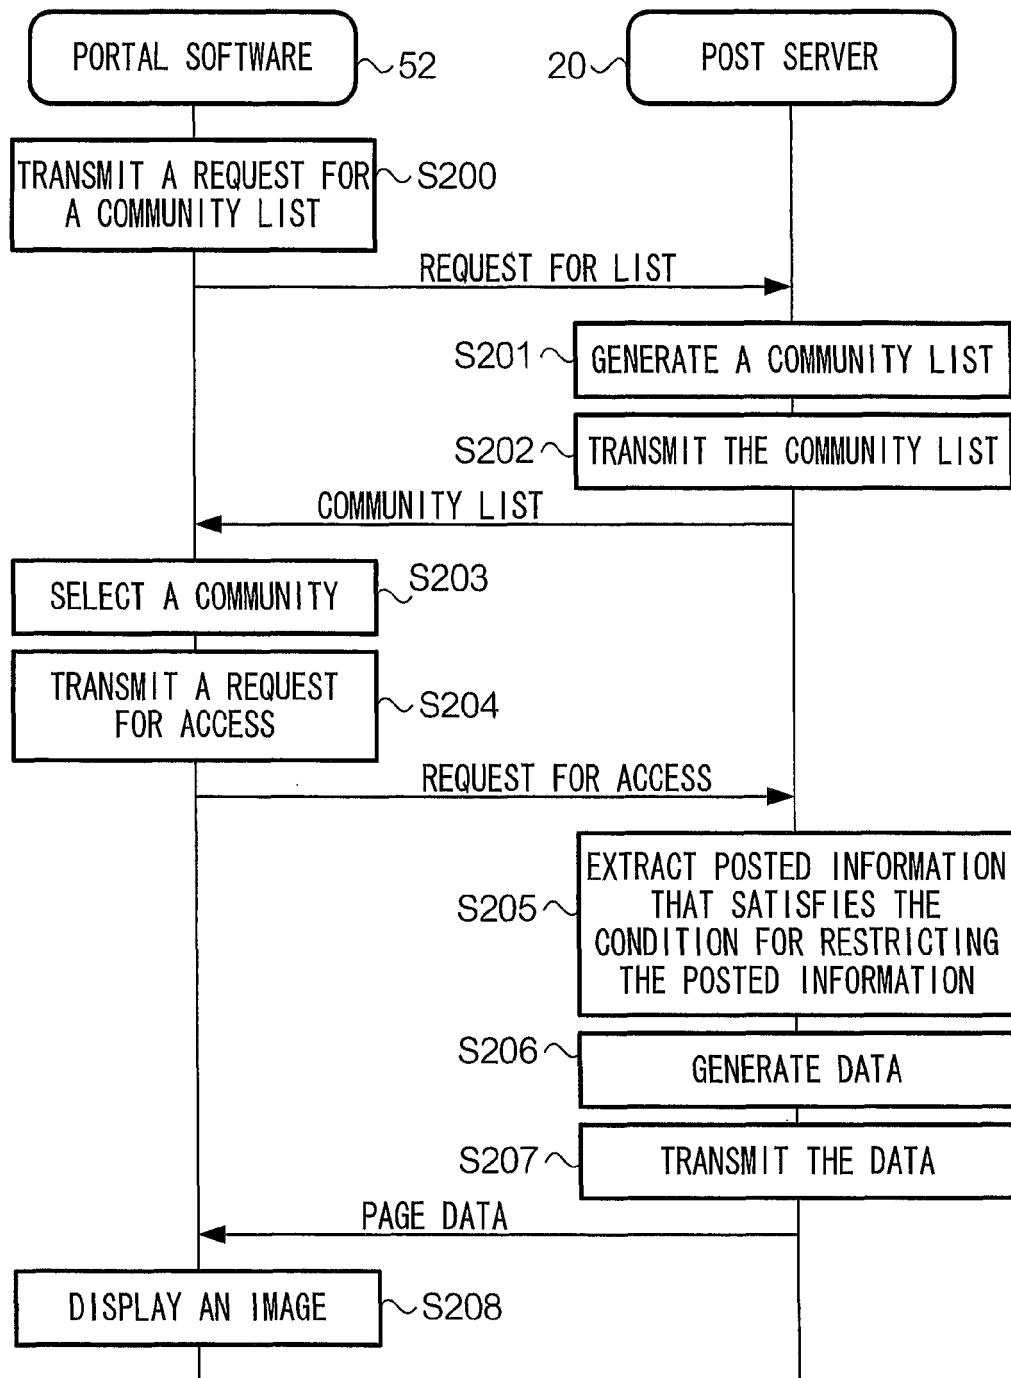 PORTAL SOFTWARE
52
20
POST SERVER
TRANSMIT A REQUEST FOR
A COMMUNITY LIST
S200
REQUEST FOR LIST
S201
GENERATE A COMMUNITY LIST
S202
TRANSMIT THE COMMUNITY LIST
COMMUNITY LIST
SELECT A COMMUNITY
S203
TRANSMIT A REQUEST
FOR ACCESS
S204
REQUEST FOR ACCESS
S205
EXTRACT POSTED INFORMATION
THAT SATISFIES THE
CONDITION FOR RESTRICTING
THE POSTED INFORMATION
S206
GENERATE DATA
S207
TRANSMIT THE DATA
PAGE DATA
DISPLAY AN IMAGE
S208